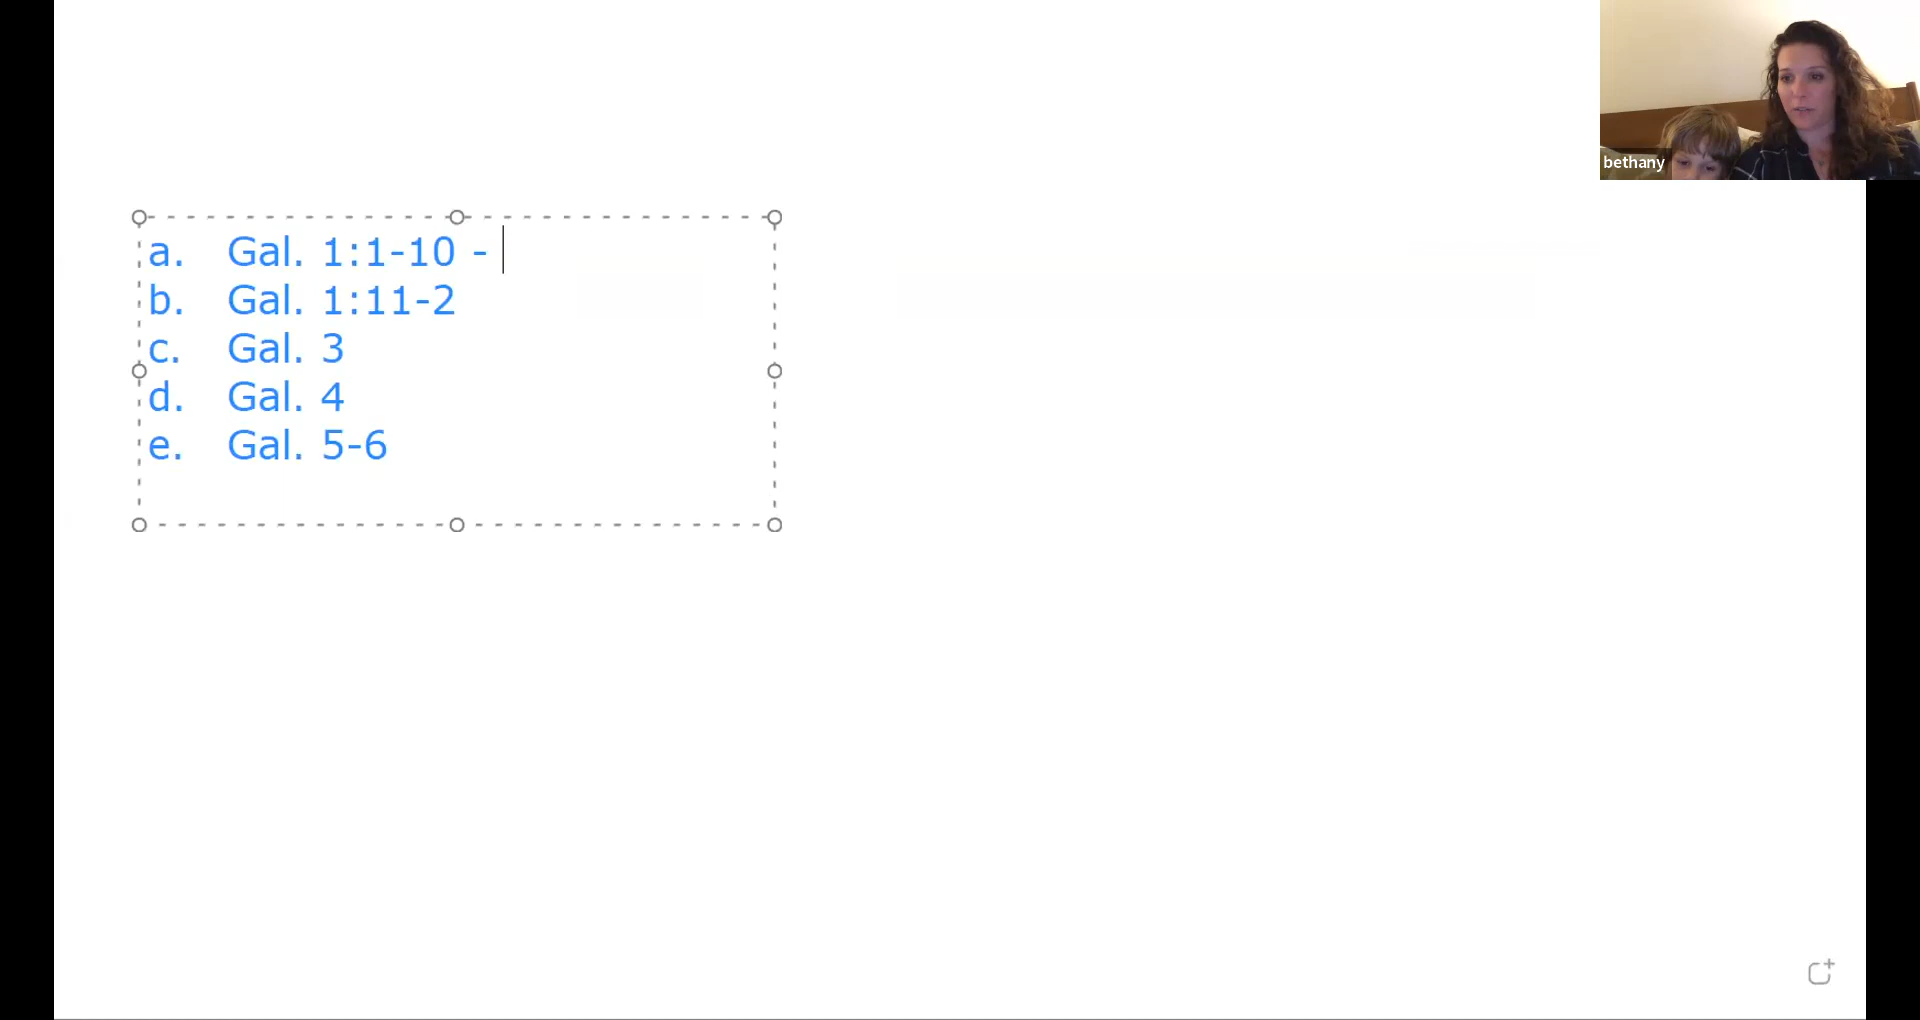 bethany
a. Gal. 1:1-10 -
b. Gal. 1:11-2
c. Gal. 3
d. Gal. 4
e. Gal. 5-6